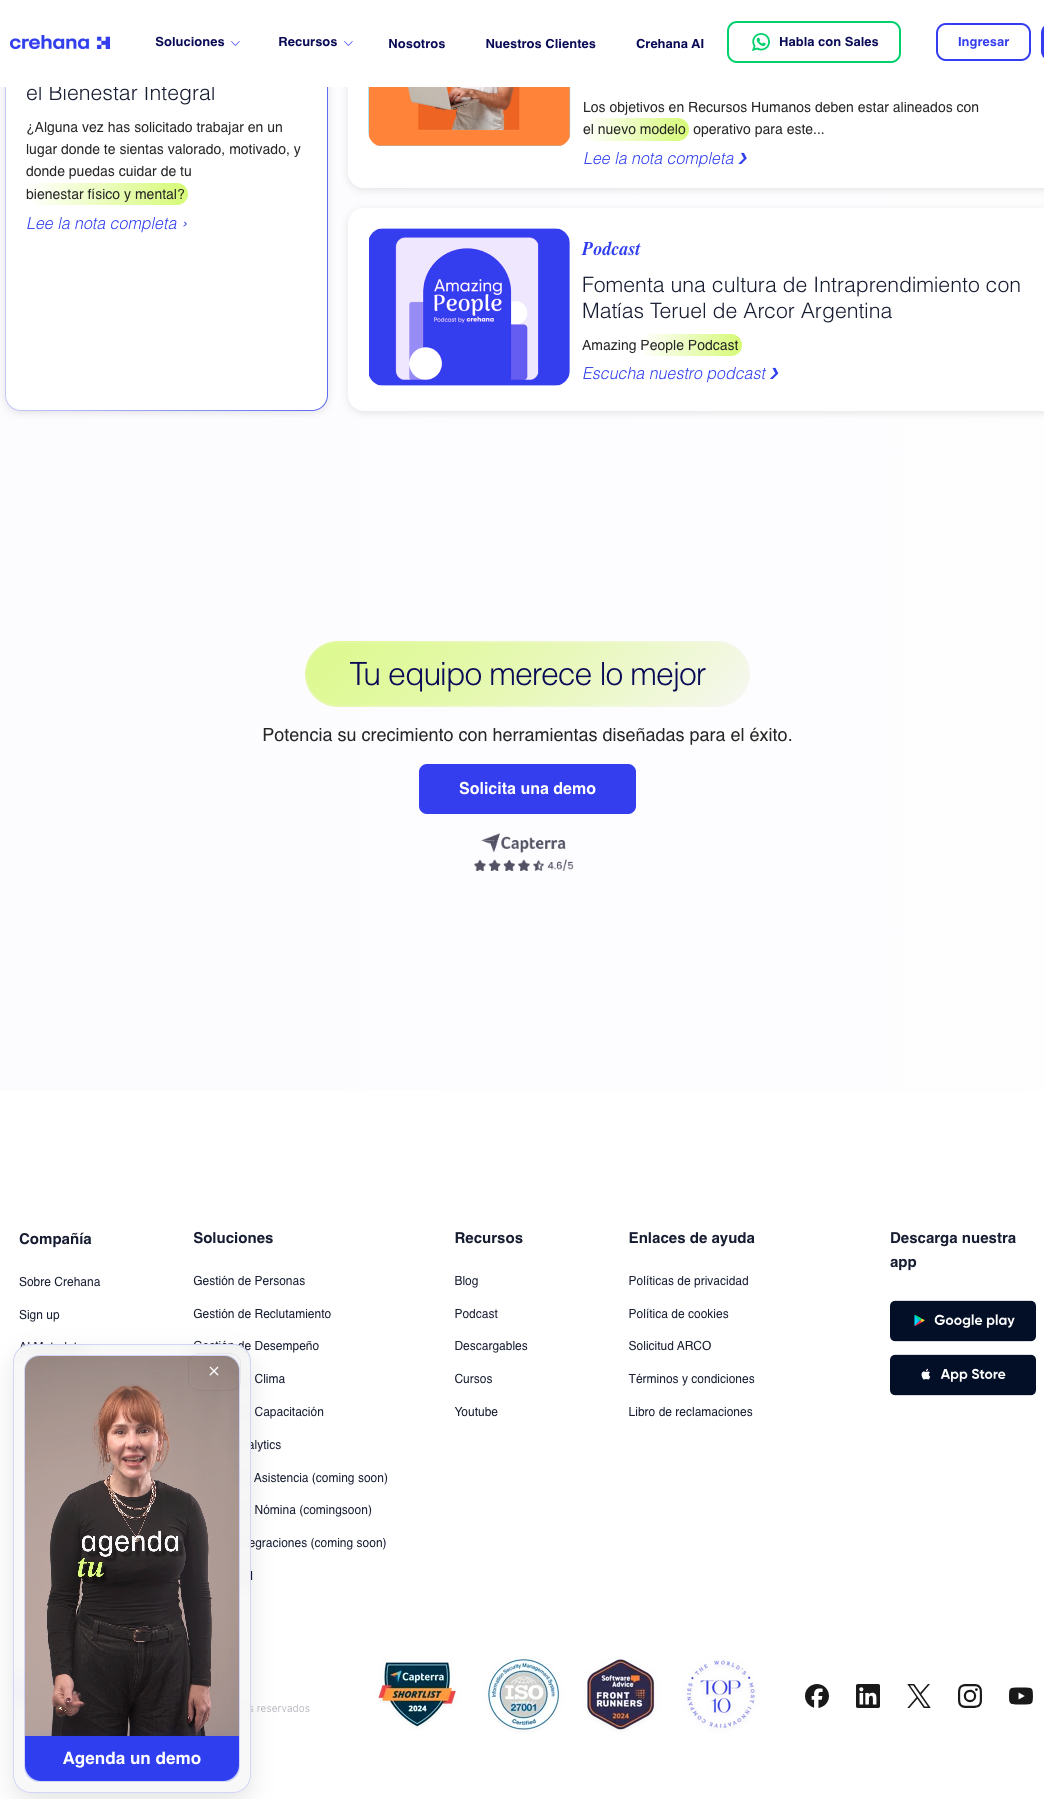 crehana
Soluciones
Recursos
Nosotros
Nuestros Clientes
Crehana AI
Habla con Sales
Ingresar
el Bienestar Integral
¿Alguna vez has solicitado trabajar en un
lugar donde te sientas valorado, motivado, y
donde puedas cuidar de tu
bienestar físico y mental?
Lee la nota completa ›
Los objetivos en Recursos Humanos deben estar alineados con
el nuevo modelo operativo para este...
Lee la nota completa ❯
Amazing
People
Podcast by crehana
Podcast
Fomenta una cultura de Intraprendimiento con
Matías Teruel de Arcor Argentina
Amazing People Podcast
Escucha nuestro podcast ❯
Tu equipo merece lo mejor
Potencia su crecimiento con herramientas diseñadas para el éxito.
Solicita una demo
Capterra
4.6/5
Compañía
Sobre Crehana
Sign up
Soluciones
Gestión de Personas
Gestión de Reclutamiento
Gestión de Desempeño
Clima
Capacitación
alytics
Asistencia (coming soon)
Nómina (comingsoon)
egraciones (coming soon)
Recursos
Blog
Podcast
Descargables
Cursos
Youtube
Enlaces de ayuda
Políticas de privacidad
Política de cookies
Solicitud ARCO
Términos y condiciones
Libro de reclamaciones
Descarga nuestra
app
Google play
App Store
agenda
tu
Agenda un demo
s reservados
Capterra
SHORTLIST
2024
Information Security Management System
ISO
27001
Certified
Software
Advice
FRONT
RUNNERS
2024
THE WORLD'S MOST INNOVATIVE COMPANIES
TOP
10